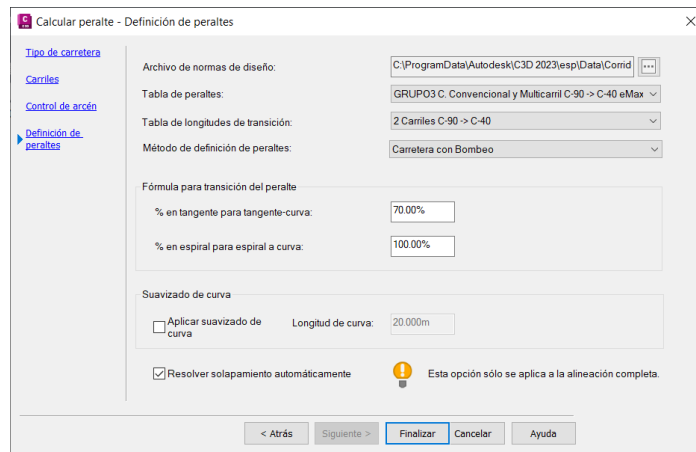 Calcular peralte - Definición de peraltes
Tipo de carretera
Carriles
Control de arcén
Definición de
peraltes
Archivo de normas de diseño:
C:\ProgramData\Autodesk\C3D 2023\esp\Data\Corrid
...
Tabla de peraltes:
GRUPO3 C. Convencional y Multicarril C-90 -> C-40 eMax
Tabla de longitudes de transición:
2 Carriles C-90 -> C-40
Método de definición de peraltes:
Carretera con Bombeo
Fórmula para transición del peralte
% en tangente para tangente-curva:
70.00%
% en espiral para espiral a curva:
100.00%
Suavizado de curva
Aplicar suavizado de
curva
Longitud de curva:
20.000m
Resolver solapamiento automáticamente
Esta opción sólo se aplica a la alineación completa.
< Atrás
Siguiente >
Finalizar
Cancelar
Ayuda